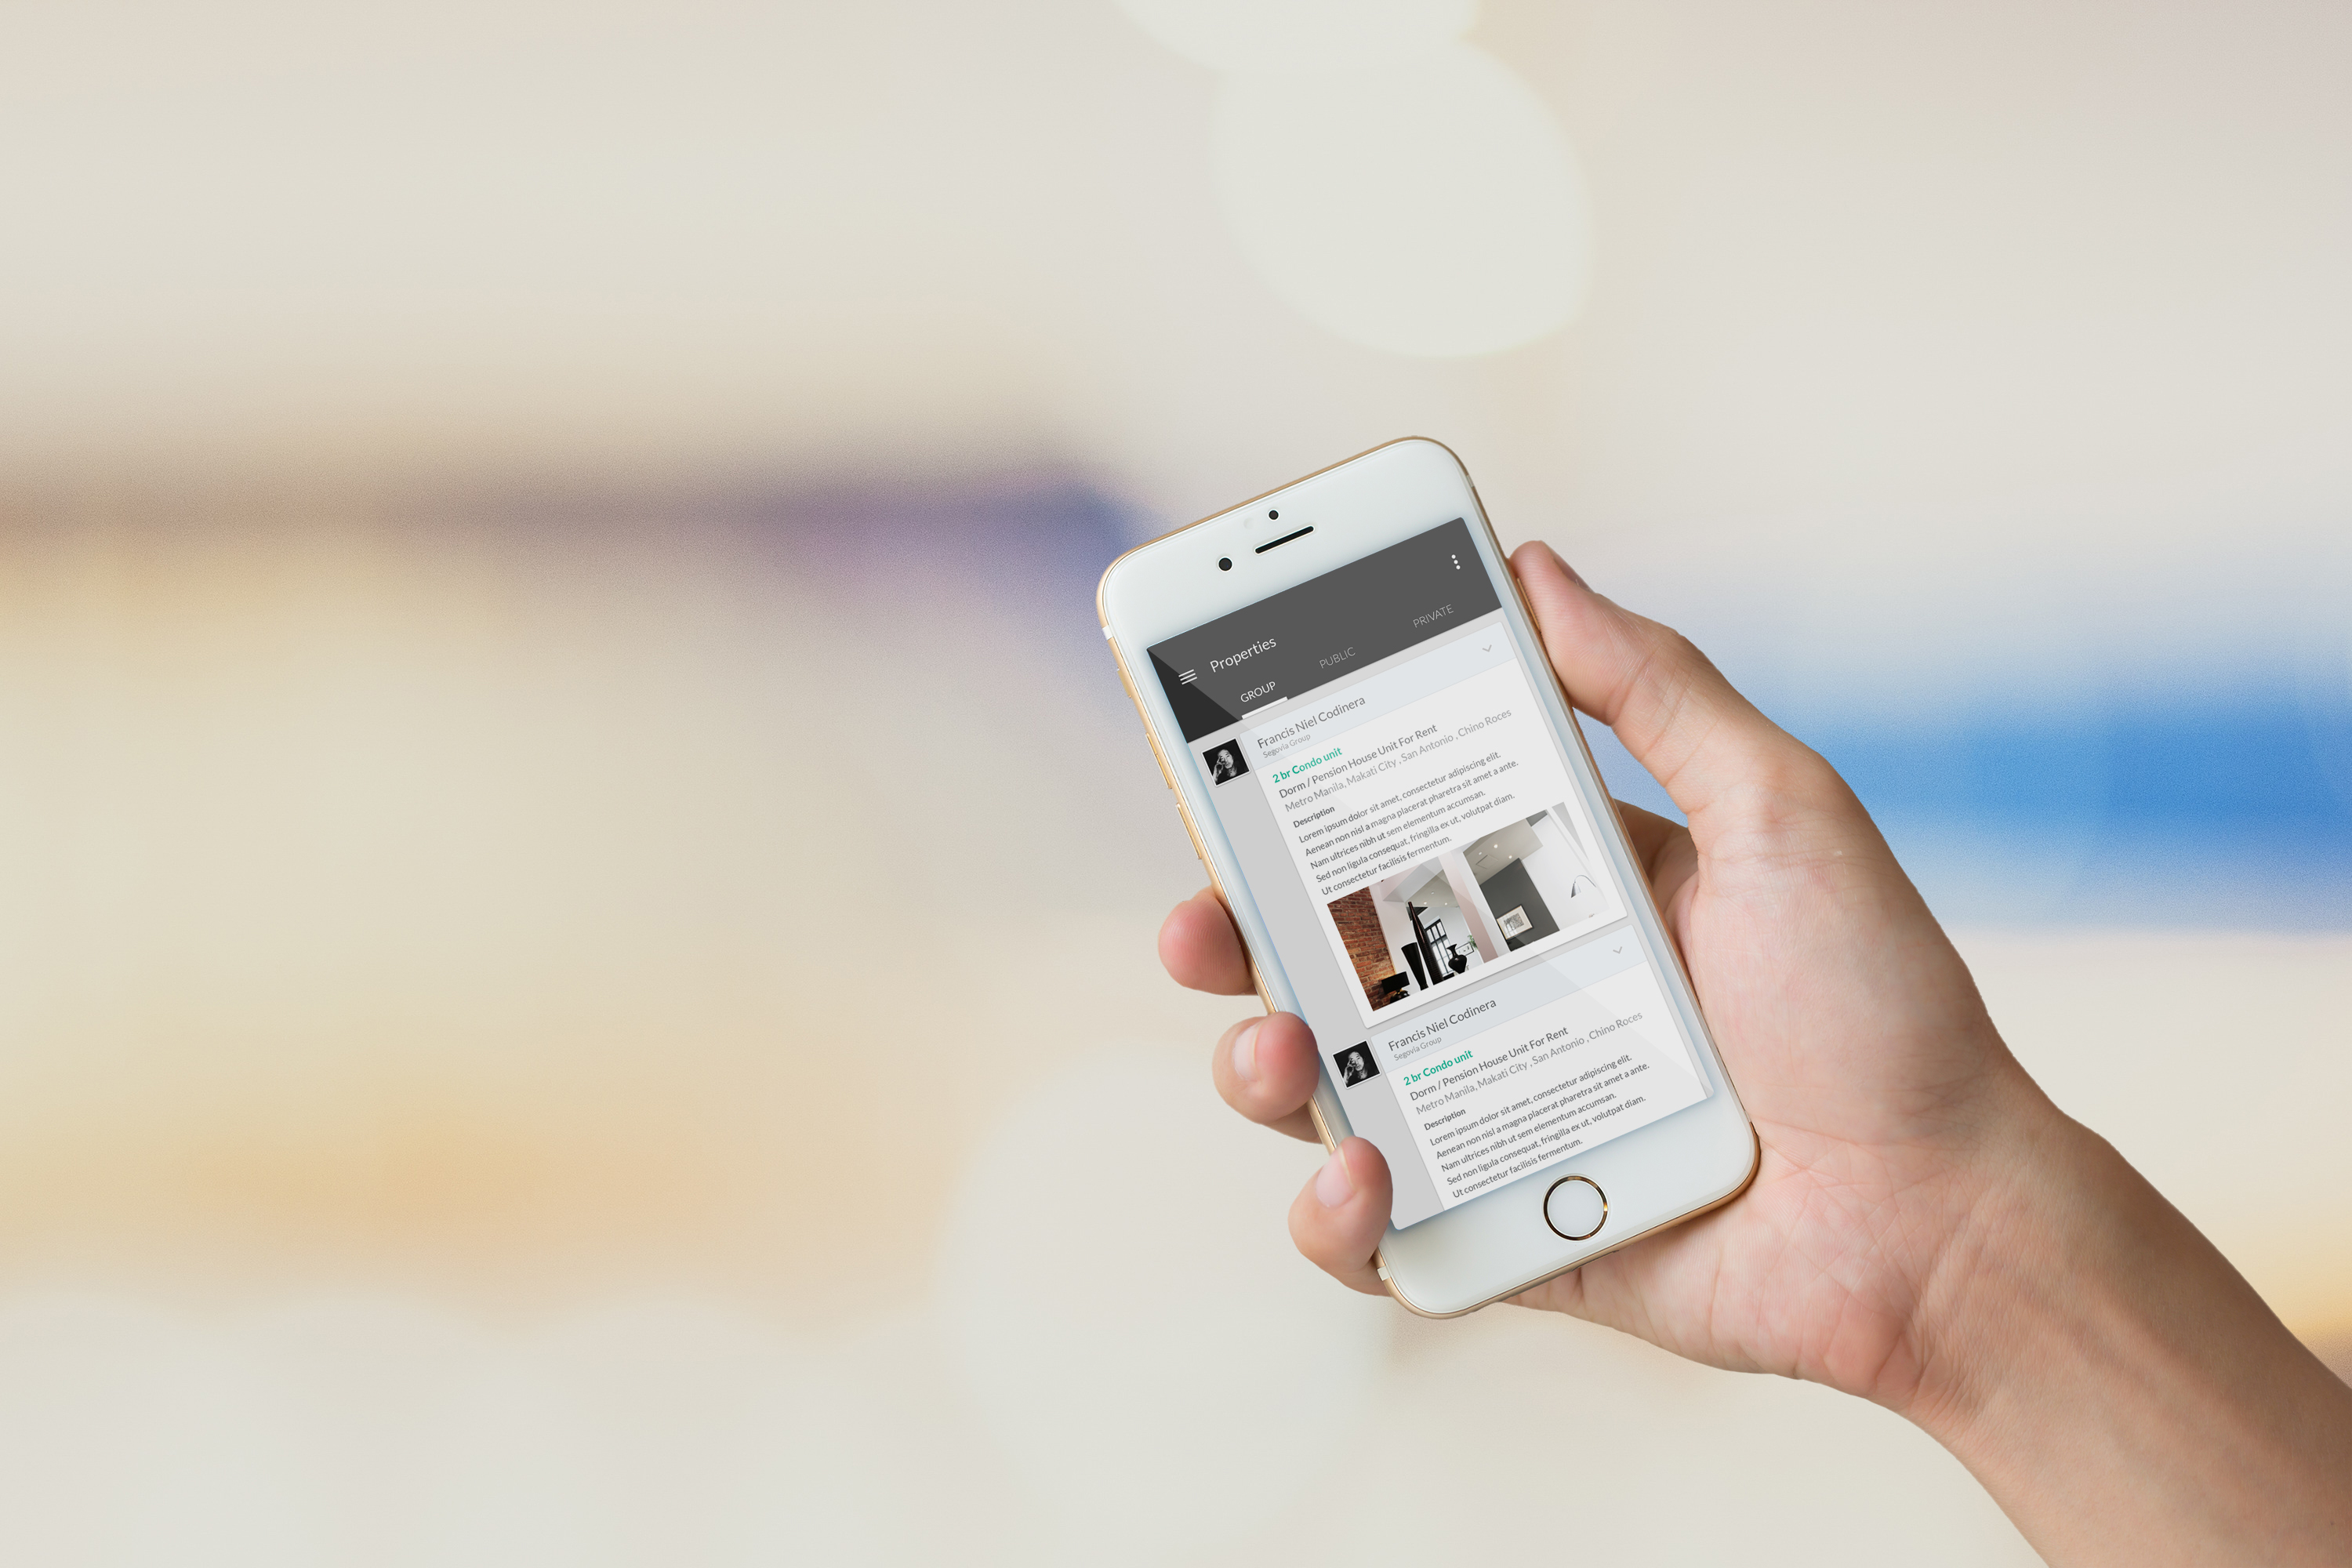 Properties
GROUP PUBLIC PRIVATE
Francis Niel Codinera
Segovia Group
2 br Condo unit
Dorm / Pension House Unit For Rent
Metro Manila, Makati City , San Antonio , Chino Roces
Description
Lorem ipsum dolor sit amet, consectetur adipiscing elit.
Aenean non nisl a magna placerat pharetra sit amet a ante.
Nam ultrices nibh ut sem elementum accumsan.
Sed non ligula consequat, fringilla ex ut, volutpat diam.
Ut consectetur facilisis fermentum.
Francis Niel Codinera
Segovia Group
2 br Condo unit
Dorm / Pension House Unit For Rent
Metro Manila, Makati City , San Antonio , Chino Roces
Description
Lorem ipsum dolor sit amet, consectetur adipiscing elit.
Aenean non nisl a magna placerat pharetra sit amet a ante.
Nam ultrices nibh ut sem elementum accumsan.
Sed non ligula consequat, fringilla ex ut, volutpat diam.
Ut consectetur facilisis fermentum.